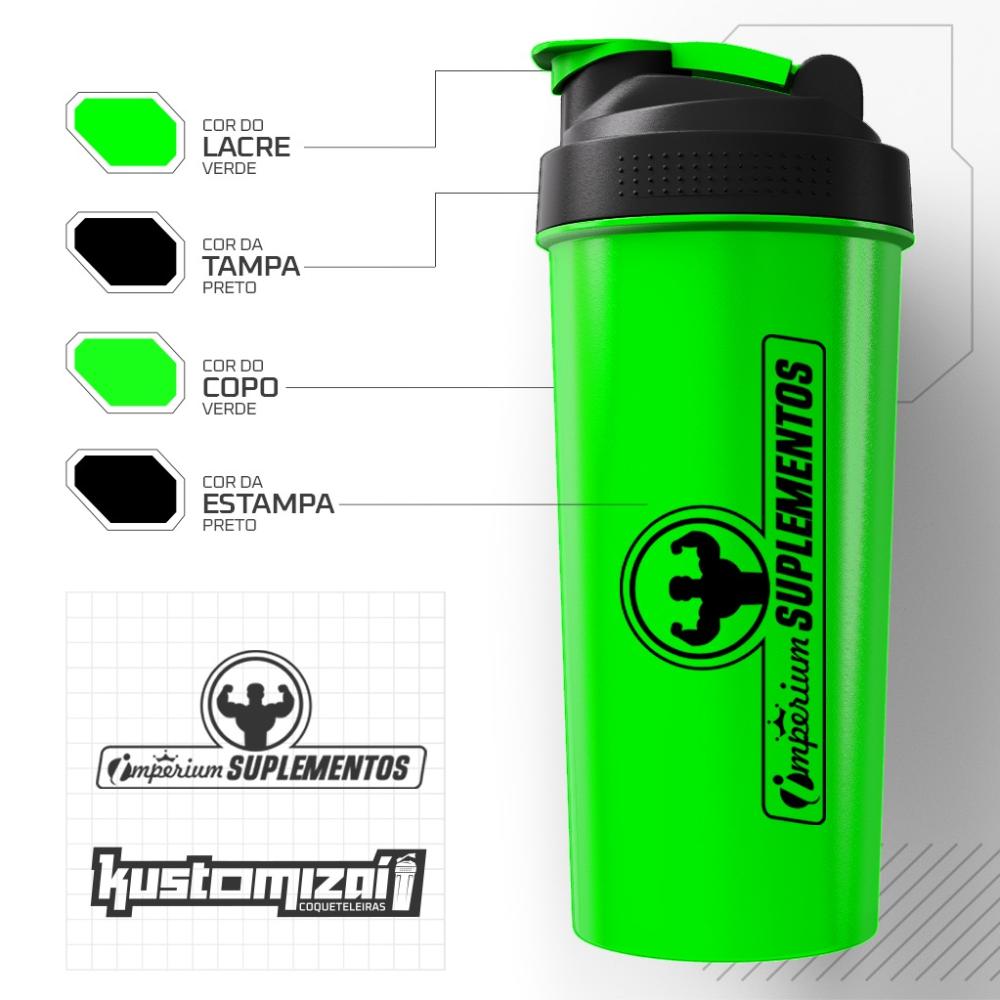 COR DO
LACRE
VERDE
COR DA
TAMPA
PRETO
COR DO
COPO
VERDE
COR DA
ESTAMPA
PRETO
imperium SUPLEMENTOS
imperium SUPLEMENTOS
kustomizaí
COQUETELEIRAS